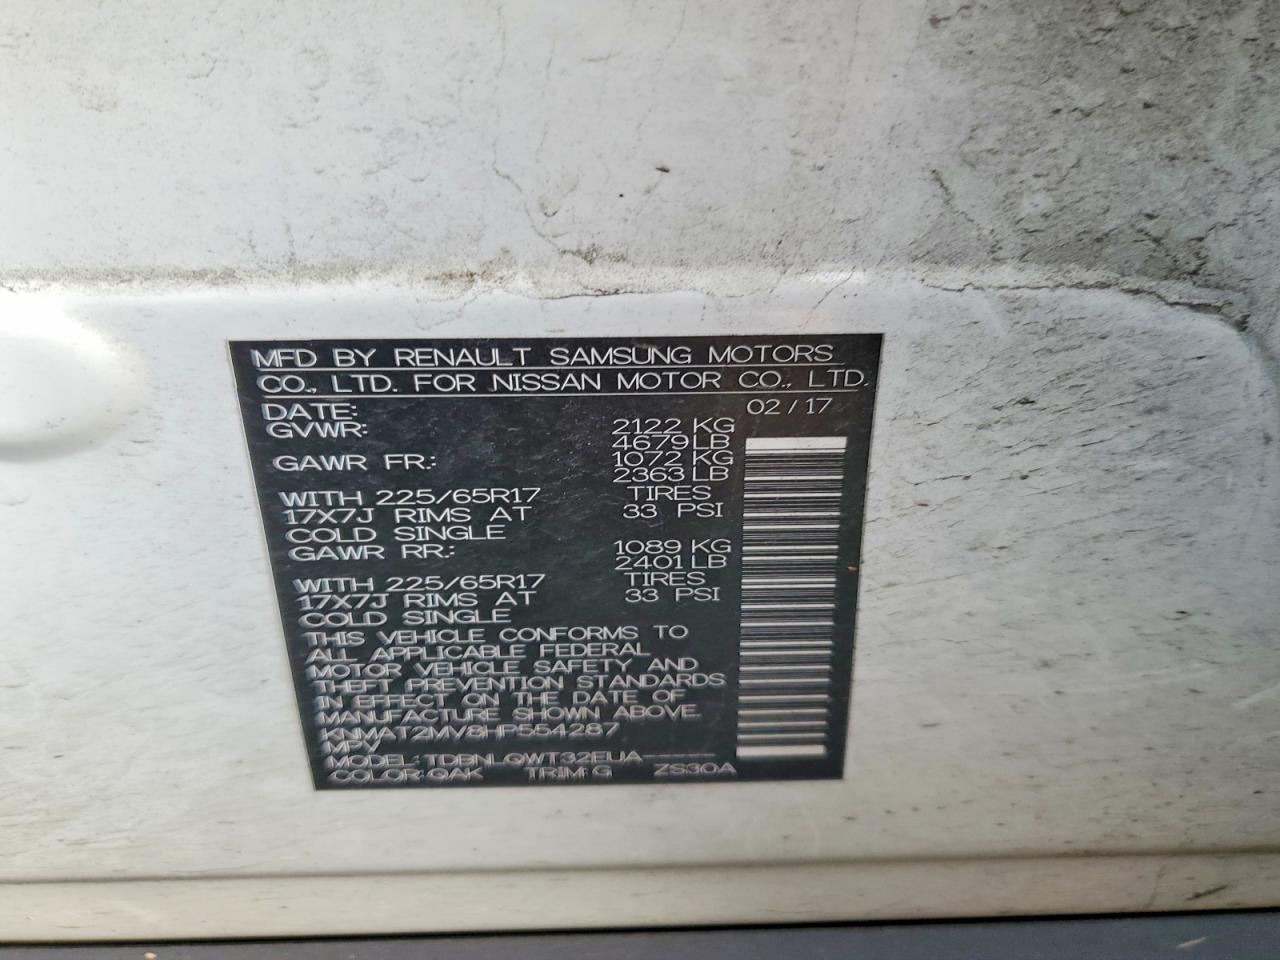 MFD BY RENAULT SAMSUNG MOTORS
CO., LTD. FOR NISSAN MOTOR CO., LTD.
DATE: 02 / 17
GVWR: 2122 KG
4679 LB
GAWR FR.: 1072 KG
2363 LB
WITH 225/65R17 TIRES
17X7J RIMS AT 33 PSI
COLD SINGLE
GAWR RR.: 1089 KG
2401 LB
WITH 225/65R17 TIRES
17X7J RIMS AT 33 PSI
COLD SINGLE
THIS VEHICLE CONFORMS TO
ALL APPLICABLE FEDERAL
MOTOR VEHICLE SAFETY AND
THEFT PREVENTION STANDARDS
IN EFFECT ON THE DATE OF
MANUFACTURE SHOWN ABOVE.
KNMAT2MV8HP554287
MPV
MODEL: TDBNLQWT32EUA-----
COLOR: QAK TRIM: G ZS30A